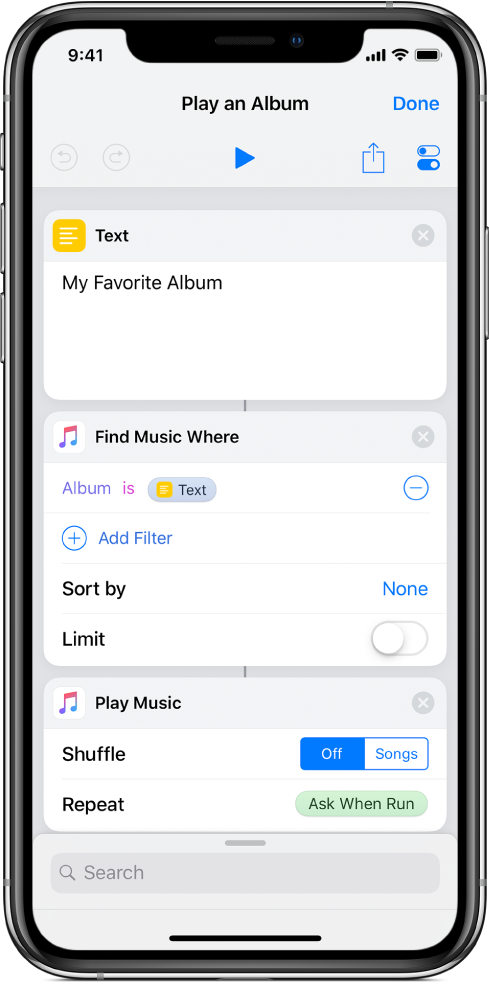 9:41
Play an Album Done
Text
My Favorite Album
Find Music Where
Album is Text
Add Filter
Sort by None
Limit
Play Music
Shuffle Off Songs
Repeat Ask When Run
Search